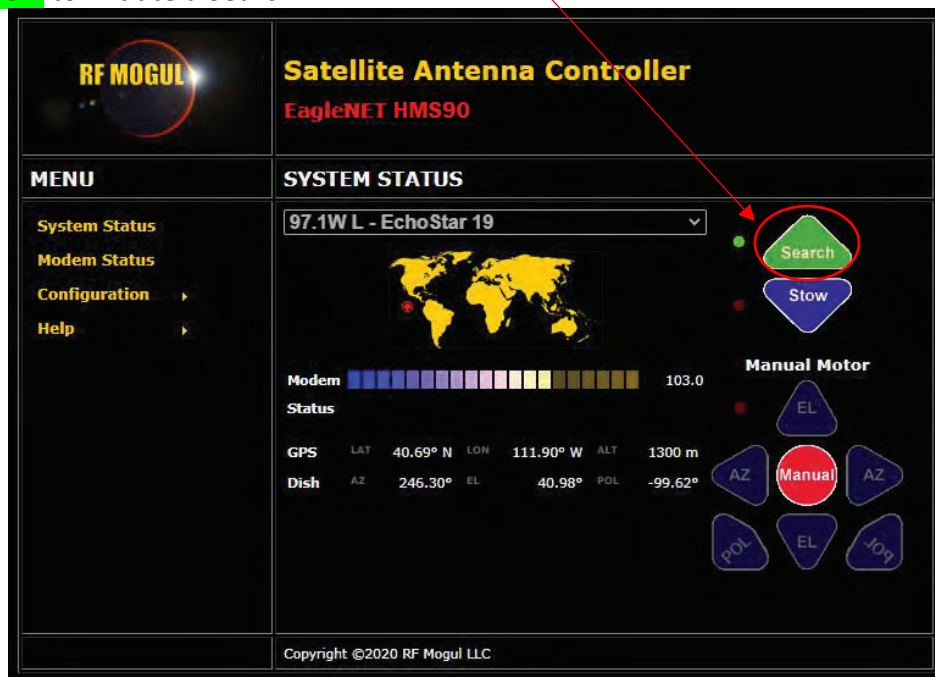 RF MOGUL
Satellite Antenna Controller
EagleNET HMS90
MENU
SYSTEM STATUS
System Status
Modem Status
Configuration
Help
97.1W L - EchoStar 19
Search
Stow
Modem 103.0
Status
GPS LAT 40.69° N LON 111.90° W ALT 1300 m
Dish AZ 246.30° EL 40.98° POL -99.62°
Manual Motor
EL
AZ Manual AZ
POL EL POL
Copyright ©2020 RF Mogul LLC